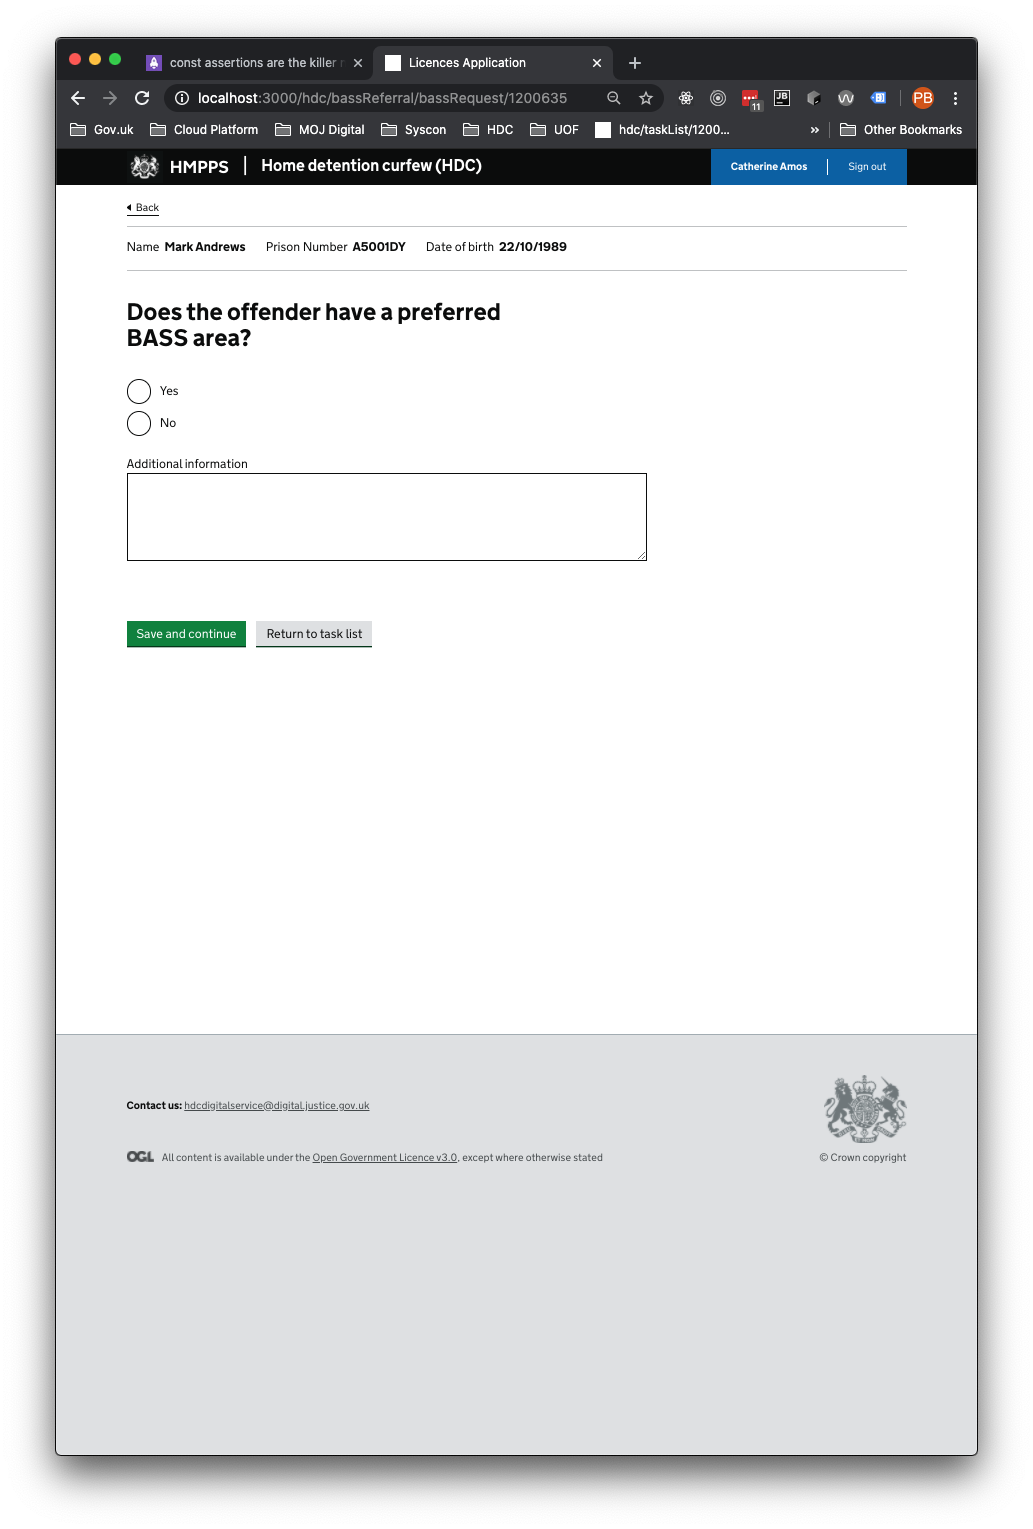 const assertions are the killer
Licences Application
localhost:3000/hdc/bassReferral/bassRequest/1200635
11
JB
PB
Gov.uk Cloud Platform MOJ Digital Syscon HDC UOF hdc/taskList/1200... » Other Bookmarks
HMPPS | Home detention curfew (HDC)
Catherine Amos
Sign out
Back
Name Mark Andrews Prison Number A5001DY Date of birth 22/10/1989
Does the offender have a preferred
BASS area?
Yes
No
Additional information
Save and continue
Return to task list
Contact us: hdcdigitalservice@digital.justice.gov.uk
OGL All content is available under the Open Government Licence v3.0, except where otherwise stated
© Crown copyright